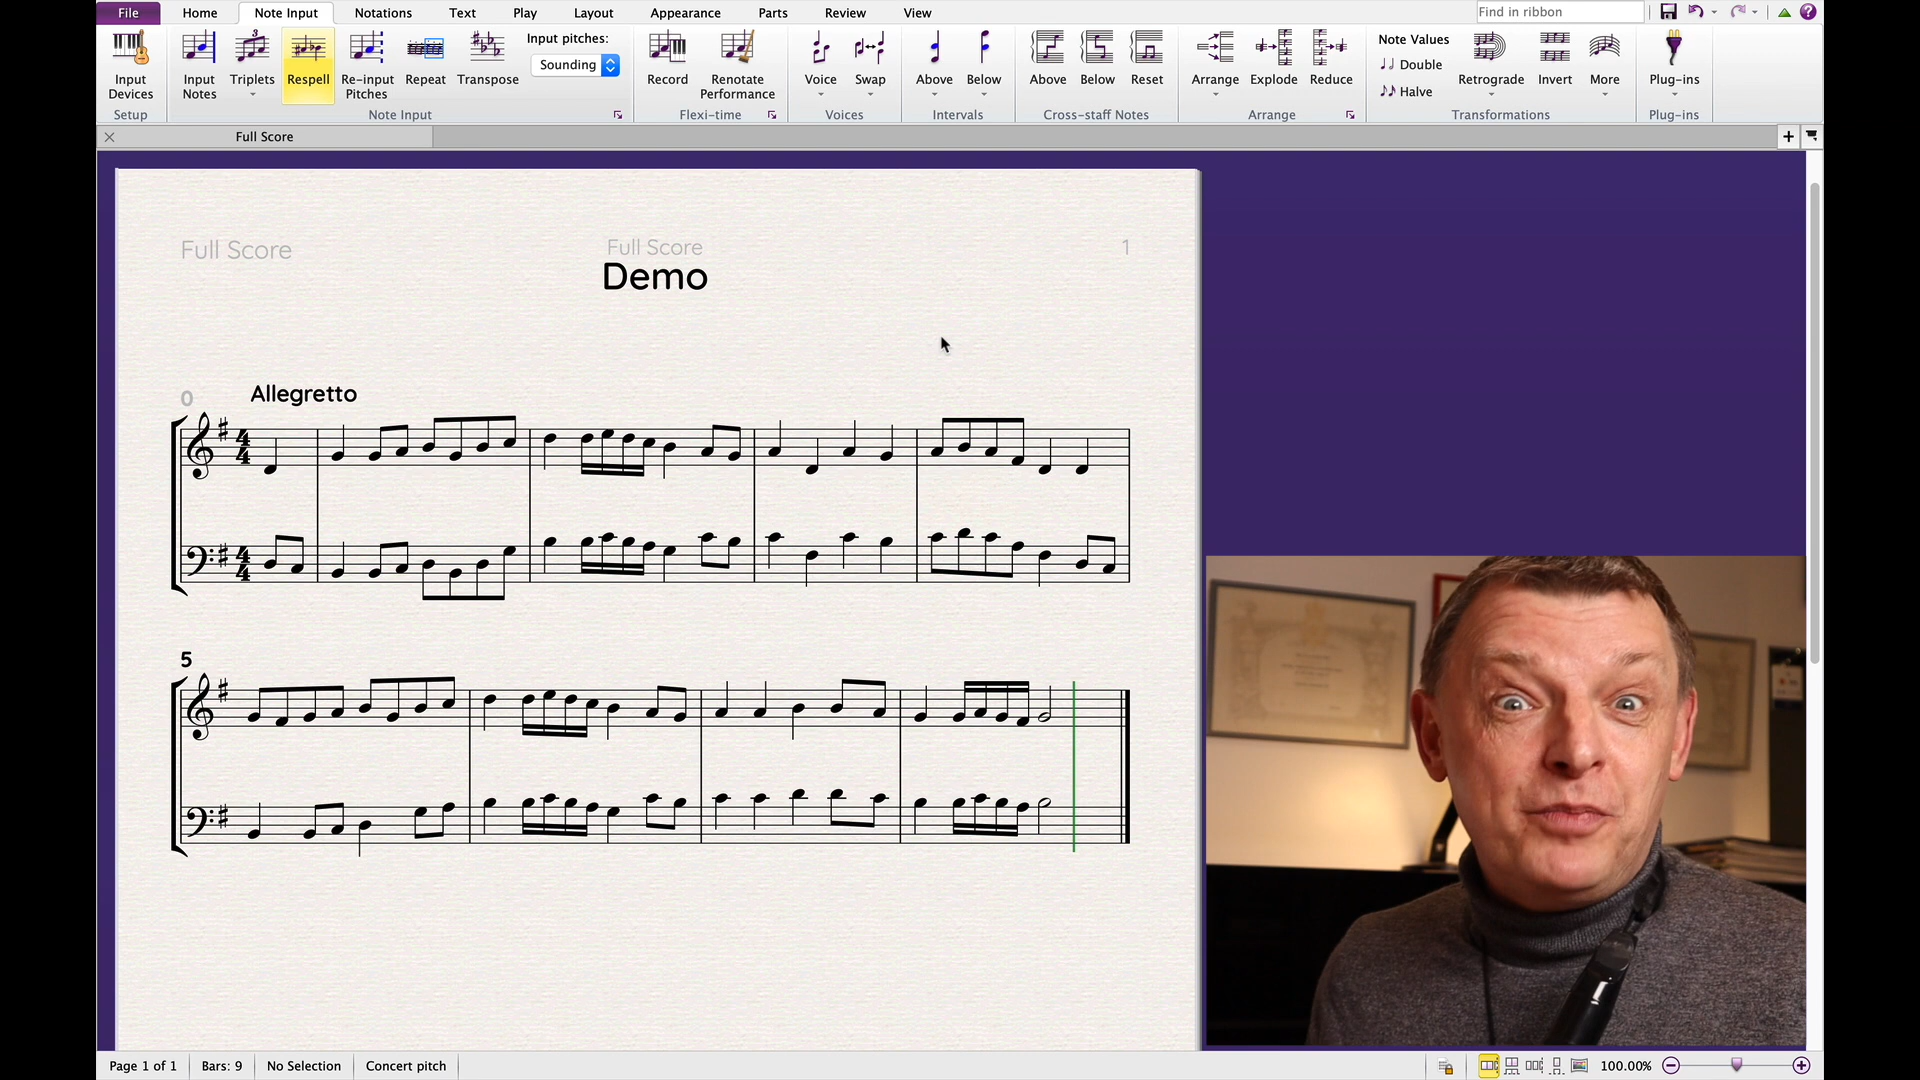 File Home Note Input Notations Text Play Layout Appearance Parts Review View Find in ribbon
Input Devices
Input Notes
Triplets
Respell
Re-input Pitches
Repeat
Transpose
Input pitches:
Sounding
Record
Renotate Performance
Voice
Swap
Above
Below
Above
Below
Reset
Arrange
Explode
Reduce
Note Values
Double
Halve
Retrograde
Invert
More
Plug-ins
Setup
Note Input
Flexi-time
Voices
Intervals
Cross-staff Notes
Arrange
Transformations
Plug-ins
Full Score
Full Score
Full Score
1
Demo
0
Allegretto
4
4
4
4
5
Page 1 of 1 Bars: 9 No Selection Concert pitch 100.00%